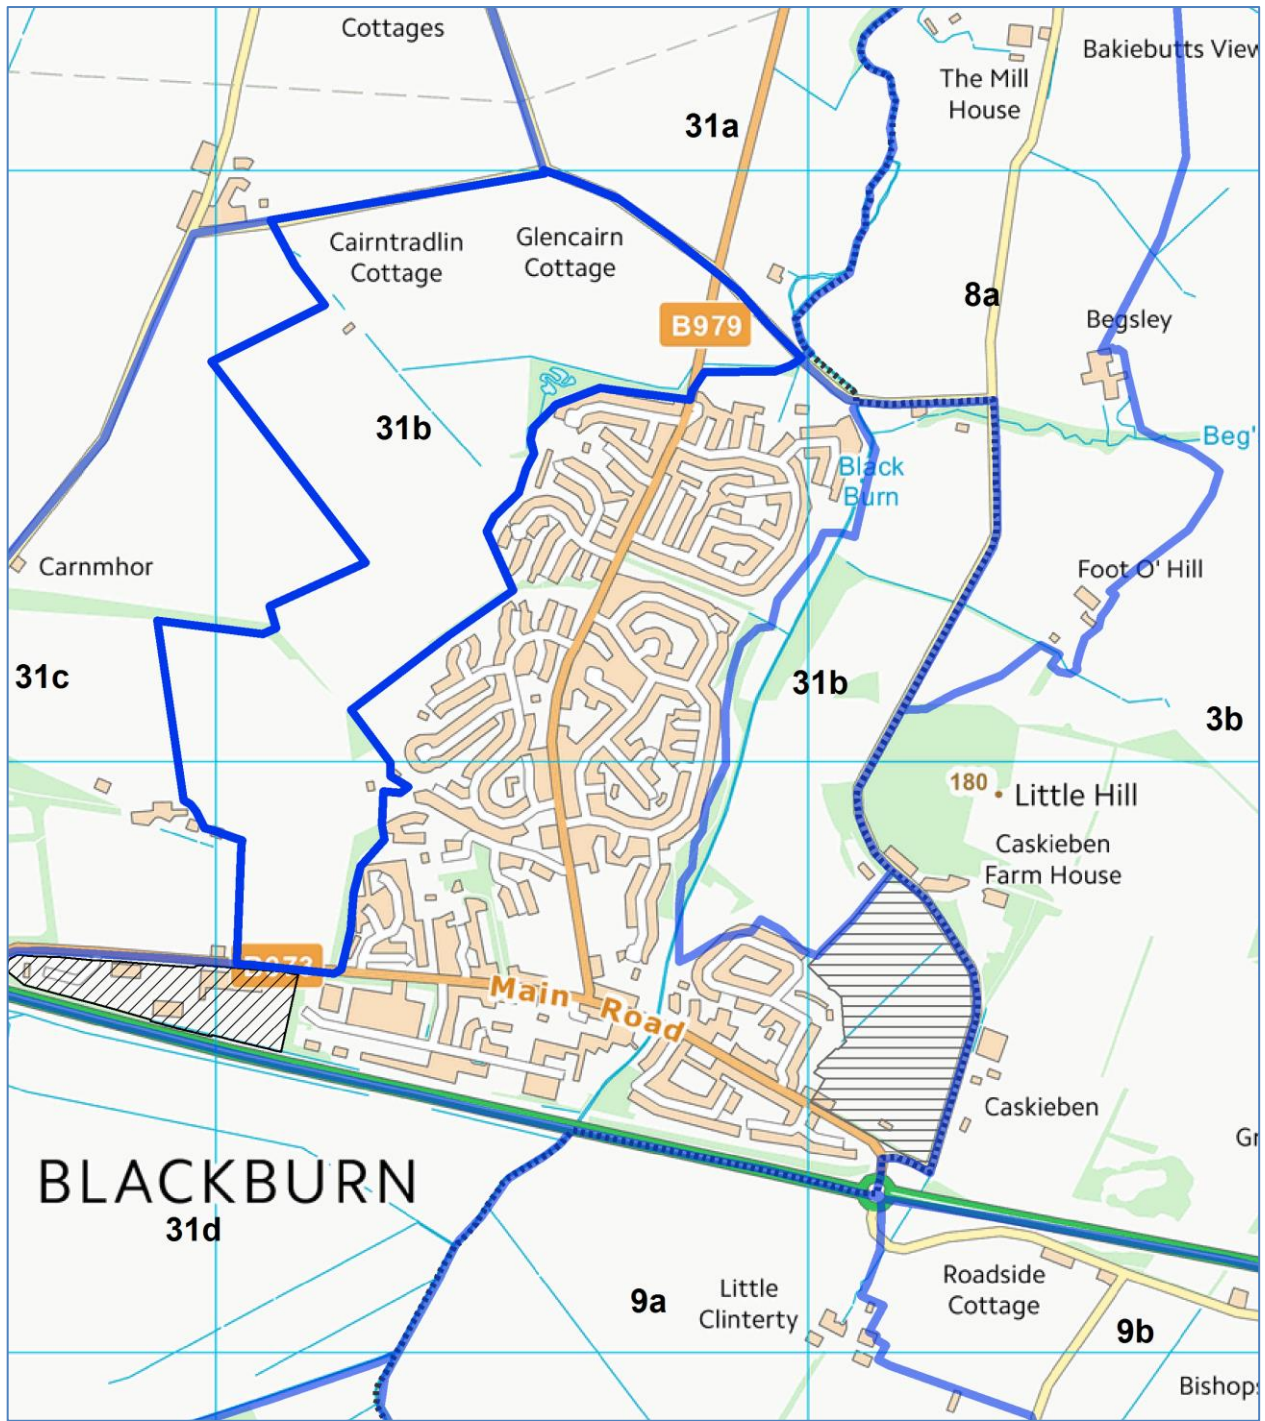 Cottages
Bakiebutts View
The Mill
House
31a
Cairntradlin
Cottage
Glencairn
Cottage
8a
B979
Begsley
31b
Beg'
Black
Burn
Carnmhor
Foot O' Hill
31c
31b
3b
180
Little Hill
Caskieben
Farm House
Main Road
Caskieben
Gr
BLACKBURN
31d
9a
Little
Clinterty
Roadside
Cottage
9b
Bishops